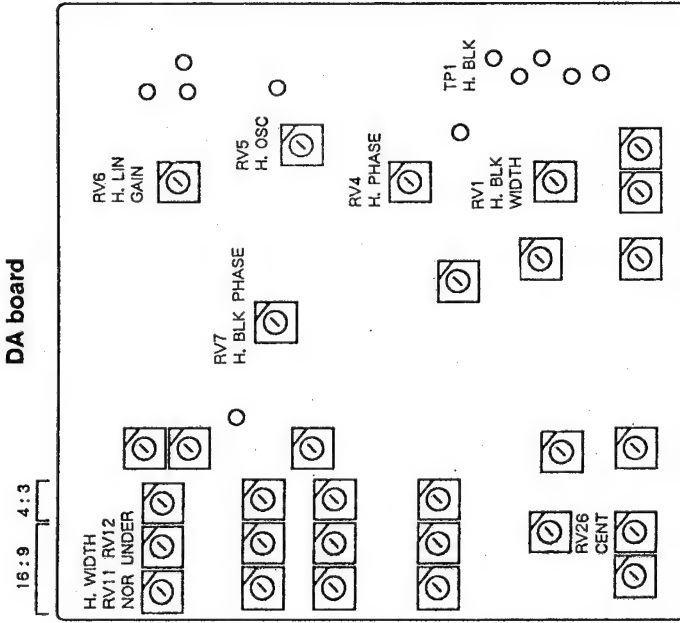 DA board
16:9 4:3
H. WIDTH
RV11 RV12
NOR UNDER
RV6
H. LIN
GAIN
RV5
H. OSC
RV7
H. BLK PHASE
RV4
H. PHASE
TP1
H. BLK
RV1
H. BLK
WIDTH
RV26
CENT